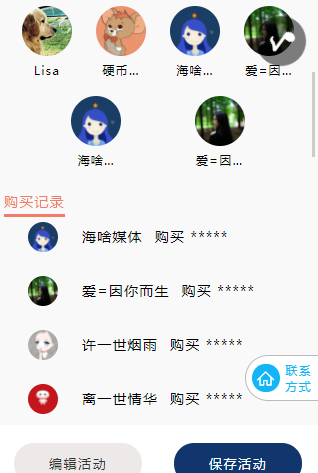 Lisa 硬币... 海啥... 爱=因...
海啥... 爱=因...
购买记录
海啥媒体 购买 *****
爱=因你而生 购买 *****
许一世烟雨 购买 *****
离一世情华 购买 *****
联系
方式
编辑活动 保存活动